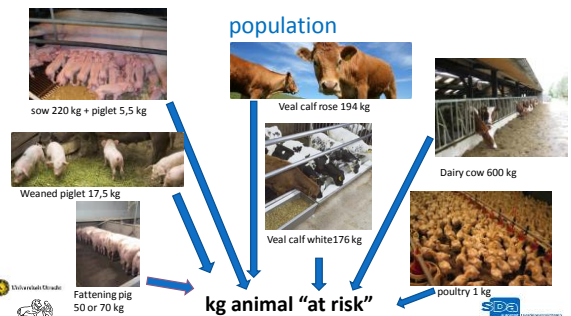 population
sow 220 kg + piglet 5,5 kg
Veal calf rose 194 kg
Dairy cow 600 kg
Weaned piglet 17,5 kg
Veal calf white176 kg
Fattening pig
50 or 70 kg
poultry 1 kg
kg animal “at risk”
Universiteit Utrecht
SDa